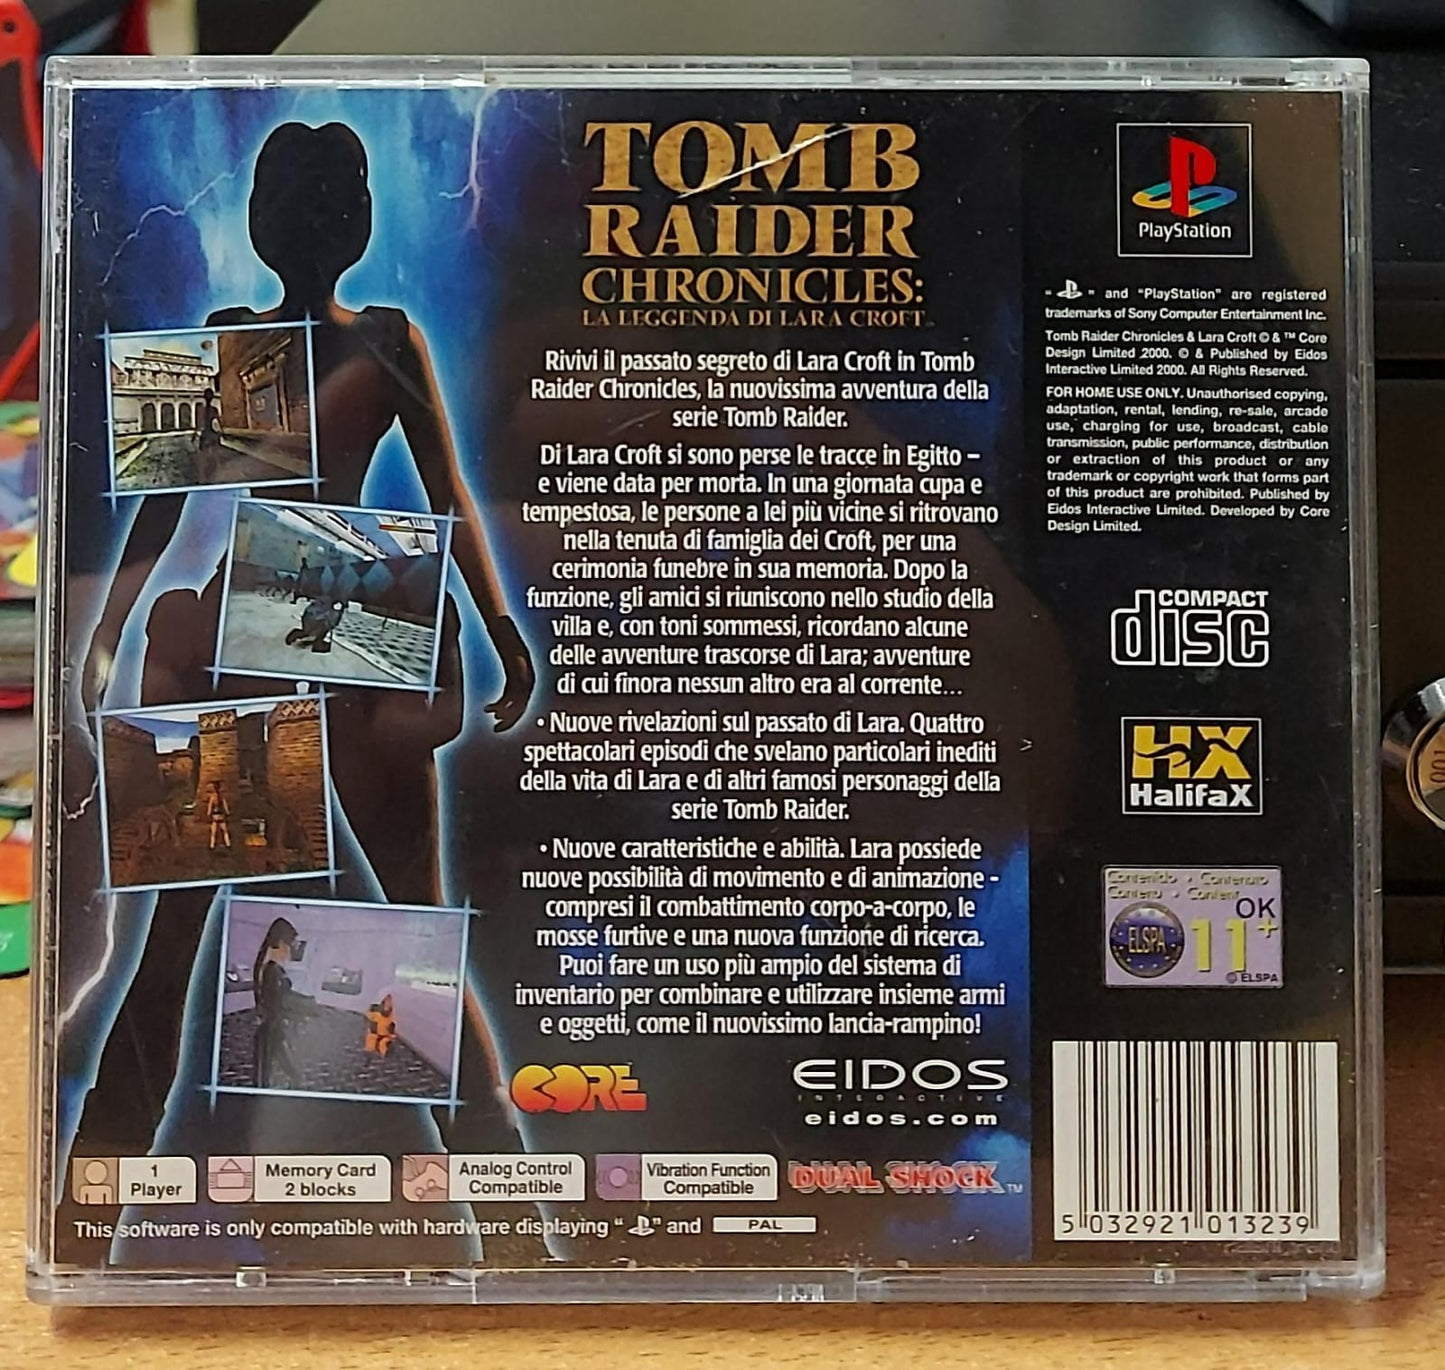 TOMB
RAIDER
CHRONICLES:
LA LEGGENDA DI LARA CROFT
Rivivi il passato segreto di Lara Croft in Tomb
Raider Chronicles, la nuovissima avventura della
serie Tomb Raider.
Di Lara Croft si sono perse le tracce in Egitto –
e viene data per morta. In una giornata cupa e
tempestosa, le persone a lei più vicine si ritrovano
nella tenuta di famiglia dei Croft, per una
cerimonia funebre in sua memoria. Dopo la
funzione, gli amici si riuniscono nello studio della
villa e, con toni sommessi, ricordano alcune
delle avventure trascorse di Lara; avventure
di cui finora nessun altro era al corrente...
• Nuove rivelazioni sul passato di Lara. Quattro
spettacolari episodi che svelano particolari inediti
della vita di Lara e di altri famosi personaggi della
serie Tomb Raider.
• Nuove caratteristiche e abilità. Lara possiede
nuove possibilità di movimento e di animazione -
compresi il combattimento corpo-a-corpo, le
mosse furtive e una nuova funzione di ricerca.
Puoi fare un uso più ampio del sistema di
inventario per combinare e utilizzare insieme armi
e oggetti, come il nuovissimo lancia-rampino!
CORE
EIDOS
INTERACTIVE
eidos.com
1
Player
Memory Card
2 blocks
Analog Control
Compatible
Vibration Function
Compatible
DUAL SHOCK™
This software is only compatible with hardware displaying " " and PAL
PlayStation
" " and "PlayStation" are registered
trademarks of Sony Computer Entertainment Inc.
Tomb Raider Chronicles & Lara Croft © & ™ Core
Design Limited 2000. © & Published by Eidos
Interactive Limited 2000. All Rights Reserved.
FOR HOME USE ONLY. Unauthorised copying,
adaptation, rental, lending, re-sale, arcade
use, charging for use, broadcast, cable
transmission, public performance, distribution
or extraction of this product or any
trademark or copyright work that forms part
of this product are prohibited. Published by
Eidos Interactive Limited. Developed by Core
Design Limited.
COMPACT
disc
HX
HalifaX
Contenido • Contenuto
Contenu • Content
OK
ELSPA
11+
© ELSPA
5 032921 013239
001